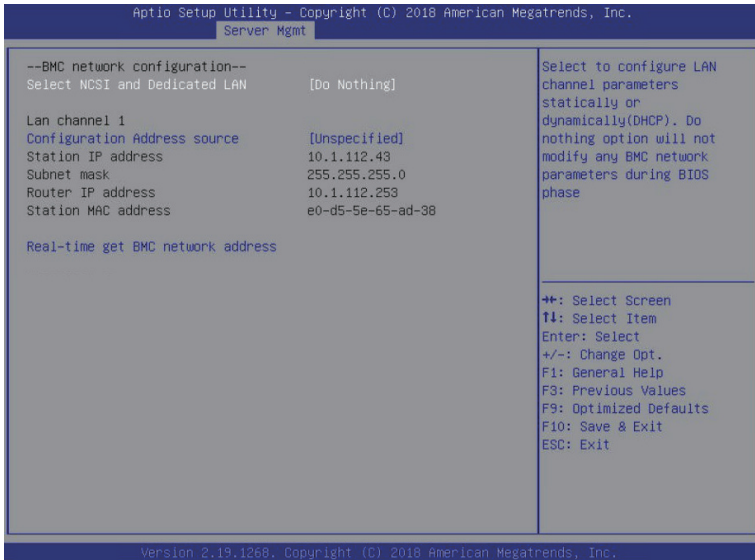 Aptio Setup Utility - Copyright (C) 2018 American Megatrends, Inc.
Server Mgmt
--BMC network configuration--
Select NCSI and Dedicated LAN [Do Nothing]
Lan channel 1
Configuration Address source [Unspecified]
Station IP address 10.1.112.43
Subnet mask 255.255.255.0
Router IP address 10.1.112.253
Station MAC address e0-d5-5e-65-ad-38
Real-time get BMC network address
Select to configure LAN
channel parameters
statically or
dynamically(DHCP). Do
nothing option will not
modify any BMC network
parameters during BIOS
phase
→←: Select Screen
↑↓: Select Item
Enter: Select
+/-: Change Opt.
F1: General Help
F3: Previous Values
F9: Optimized Defaults
F10: Save & Exit
ESC: Exit
Version 2.19.1268. Copyright (C) 2018 American Megatrends, Inc.